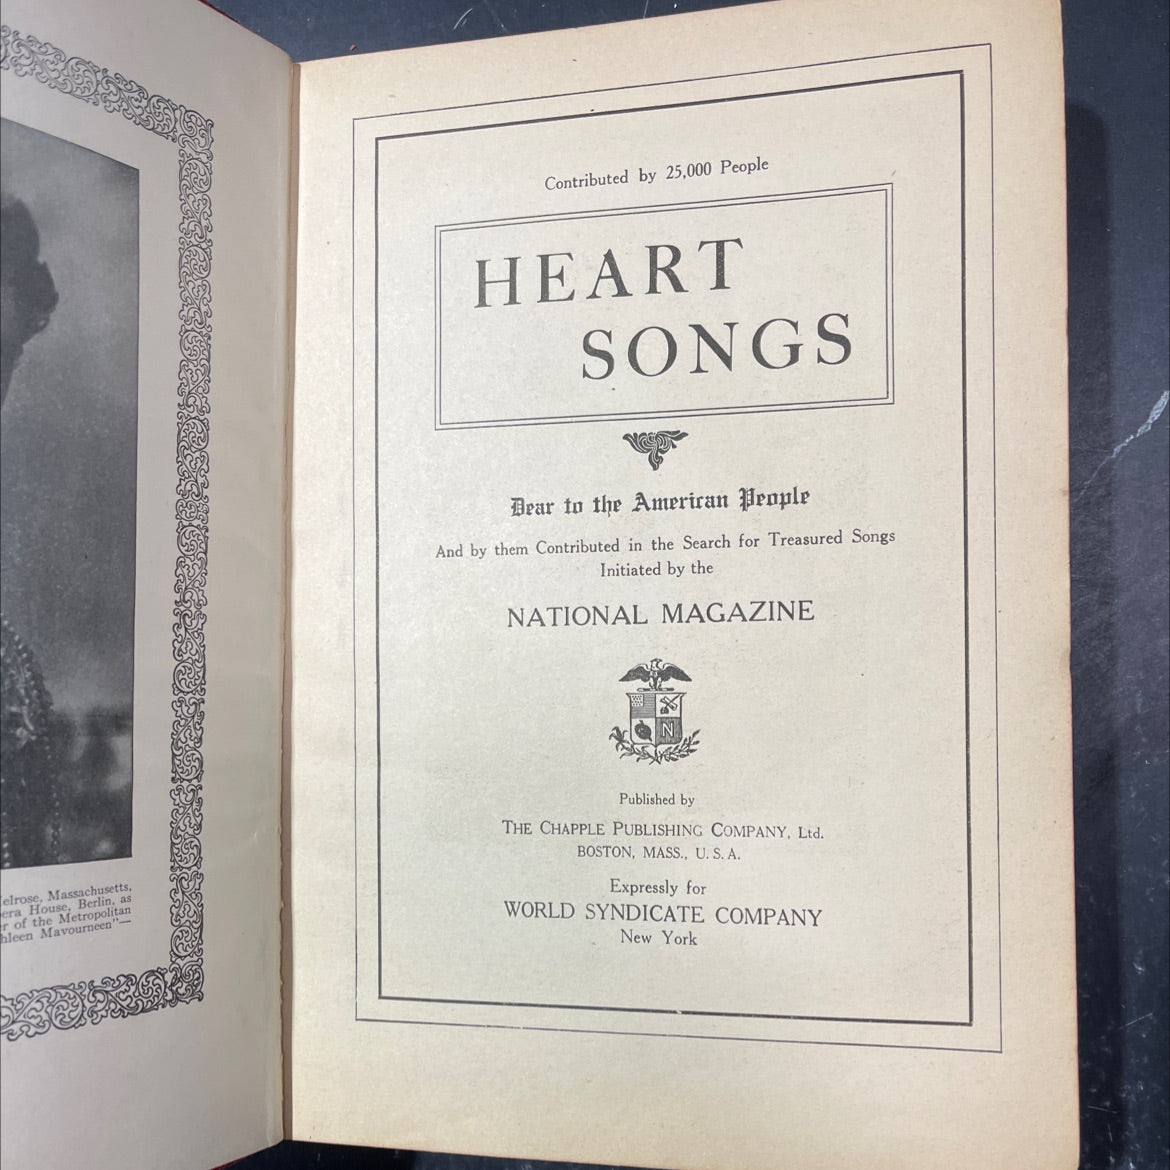 elrose, Massachusetts,
era House, Berlin, as
r of the Metropolitan
hleen Mavourneen"—
Contributed by 25,000 People
HEART
SONGS
Dear to the American People
And by them Contributed in the Search for Treasured Songs
Initiated by the
NATIONAL MAGAZINE
N
Published by
THE CHAPPLE PUBLISHING COMPANY, Ltd.
BOSTON, MASS., U. S. A.
Expressly for
WORLD SYNDICATE COMPANY
New York